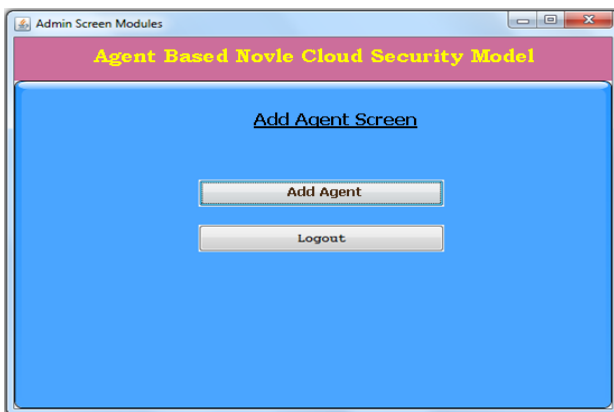 Admin Screen Modules
Agent Based Novle Cloud Security Model
Add Agent Screen
Add Agent
Logout